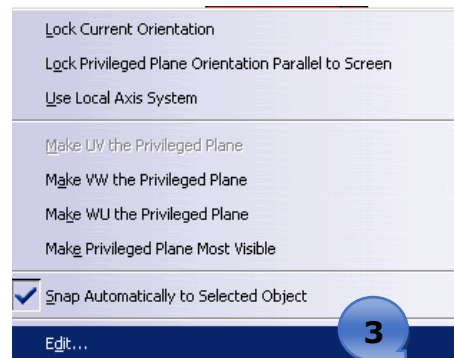 Lock Current Orientation
Lock Privileged Plane Orientation Parallel to Screen
Use Local Axis System
Make UV the Privileged Plane
Make VW the Privileged Plane
Make WU the Privileged Plane
Make Privileged Plane Most Visible
Snap Automatically to Selected Object
Edit... 3